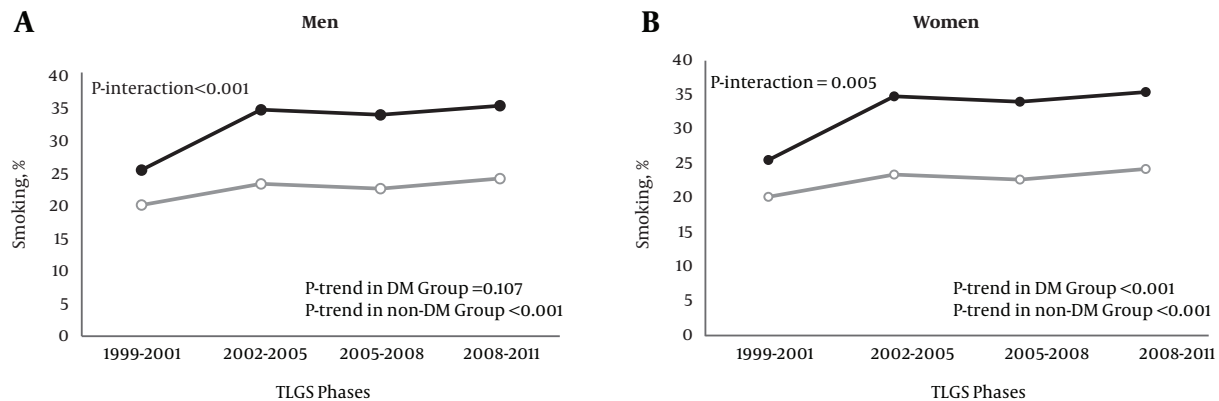 A
Men
P-interaction<0.001
Smoking, %
40
35
30
25
20
15
10
5
0
P-trend in DM Group =0.107
P-trend in non-DM Group <0.001
1999-2001 2002-2005 2005-2008 2008-2011
TLGS Phases
B
Women
P-interaction = 0.005
Smoking, %
40
35
30
25
20
15
10
5
0
P-trend in DM Group <0.001
P-trend in non-DM Group <0.001
1999-2001 2002-2005 2005-2008 2008-2011
TLGS Phases